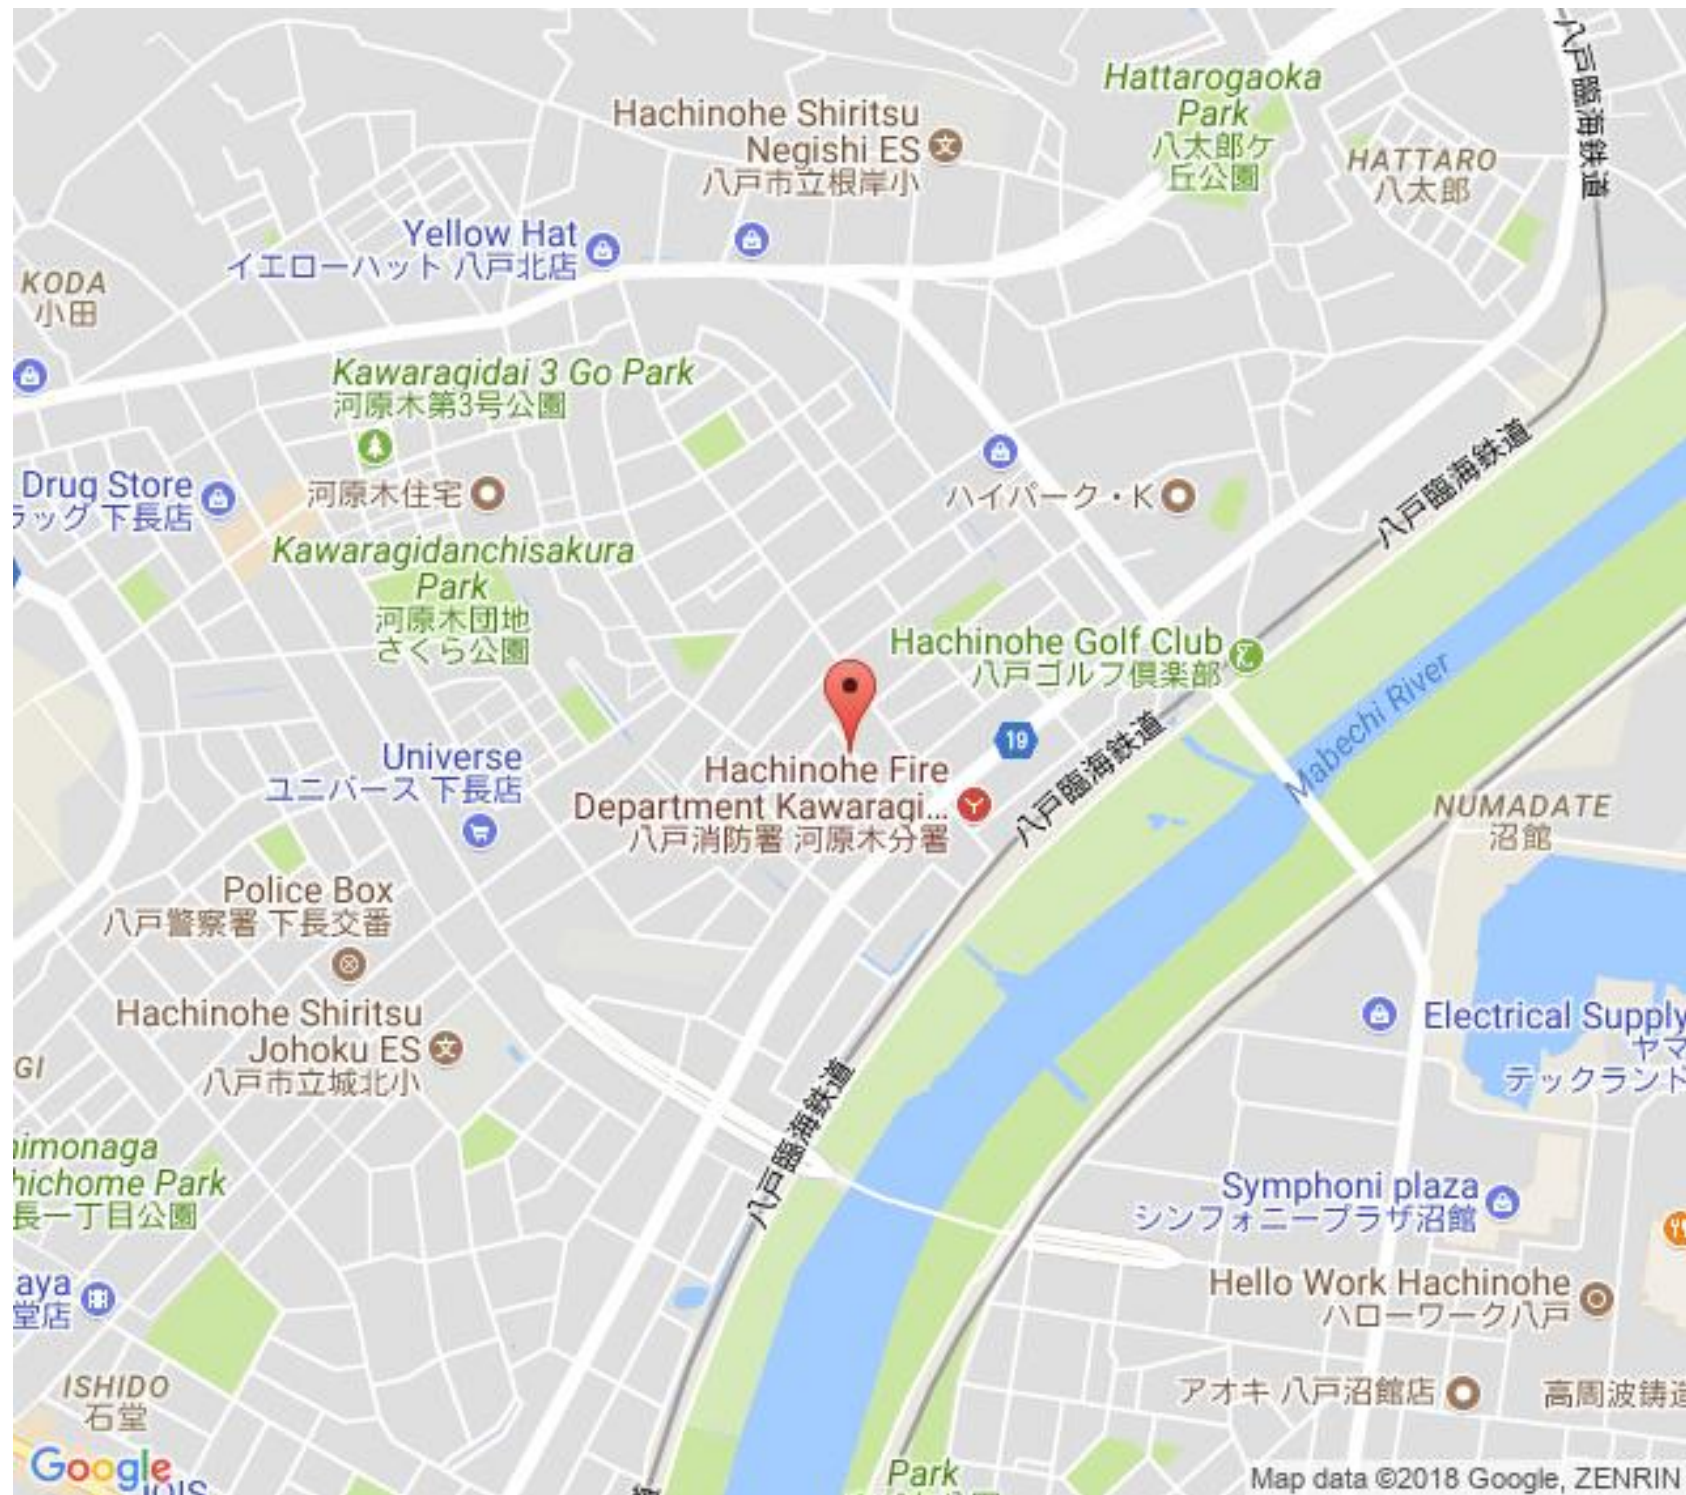 八戸臨海鉄道
Hattarogaoka
Park
八太郎ケ
丘公園
Hachinohe Shiritsu
Negishi ES
八戸市立根岸小
HATTARO
八太郎
Yellow Hat
イエローハット 八戸北店
KODA
小田
Kawaragidai 3 Go Park
河原木第3号公園
Drug Store
ラッグ 下長店
河原木住宅
ハイパーク・K
八戸臨海鉄道
Kawaragidanchisakura
Park
河原木団地
さくら公園
Hachinohe Golf Club
八戸ゴルフ倶楽部
Mabechi River
19
八戸臨海鉄道
Universe
ユニバース 下長店
Hachinohe Fire
Department Kawaragi...
八戸消防署 河原木分署
NUMADATE
沼館
Police Box
八戸警察署 下長交番
Hachinohe Shiritsu
Johoku ES
八戸市立城北小
Electrical Supply
ヤマ
テックランド
GI
八戸臨海鉄道
himonaga
hichome Park
長一丁目公園
Symphoni plaza
シンフォニープラザ沼館
aya
堂店
Hello Work Hachinohe
ハローワーク八戸
ISHIDO
石堂
アオキ 八戸沼館店
高周波鋳造
Google
Park
Map data ©2018 Google, ZENRIN